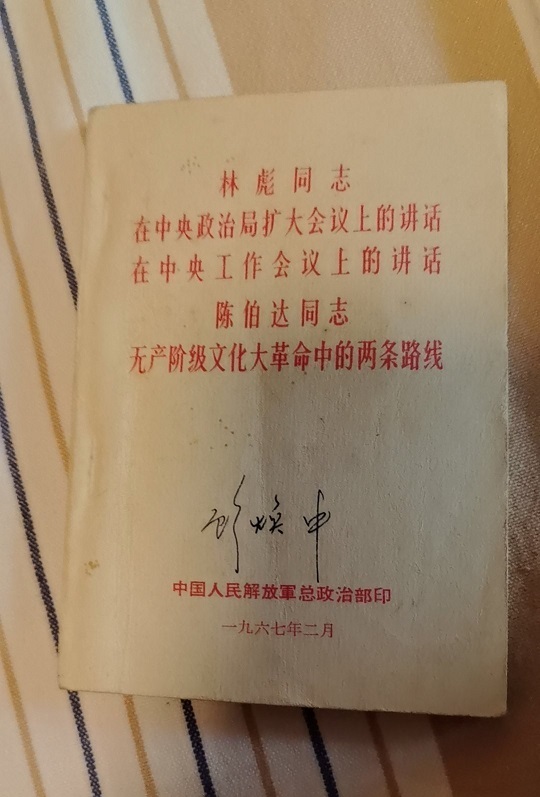 林彪同志
在中央政治局扩大会议上的讲话
在中央工作会议上的讲话
陈伯达同志
无产阶级文化大革命中的两条路线
焕中
中国人民解放軍总政治部印
一九六七年二月